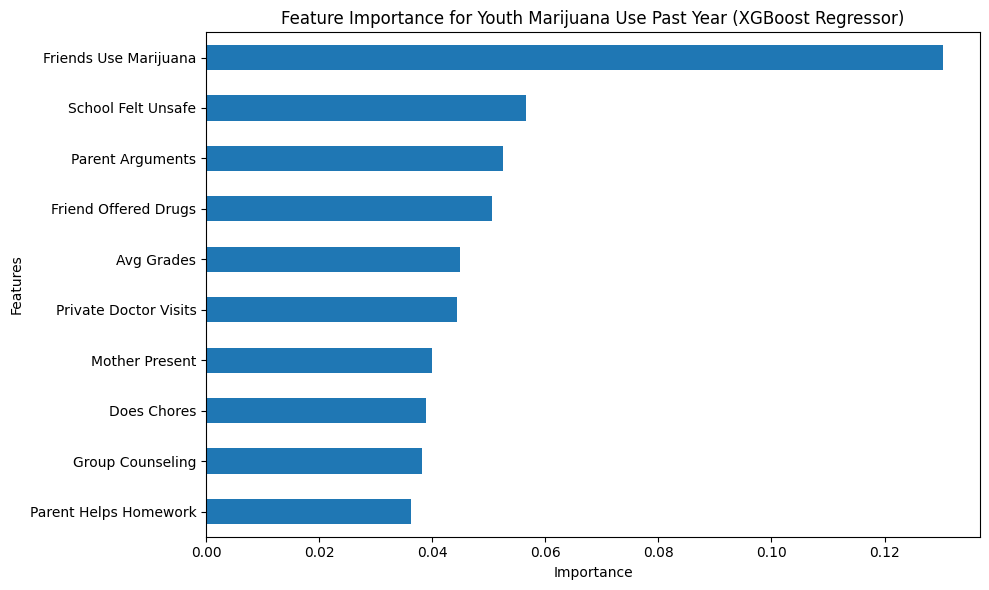 Feature Importance for Youth Marijuana Use Past Year (XGBoost Regressor)
Features
Friends Use Marijuana
School Felt Unsafe
Parent Arguments
Friend Offered Drugs
Avg Grades
Private Doctor Visits
Mother Present
Does Chores
Group Counseling
Parent Helps Homework
0.00 0.02 0.04 0.06 0.08 0.10 0.12
Importance